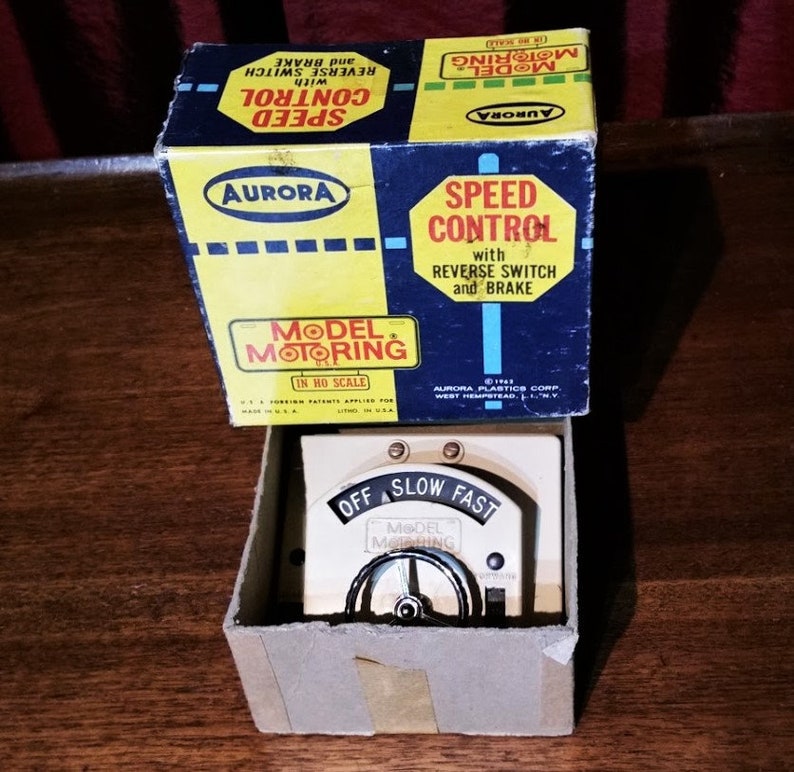 SPEED
CONTROL
with
REVERSE SWITCH
and BRAKE
IN HO SCALE
MODEL
MOTORING
AURORA
AURORA
SPEED
CONTROL
with
REVERSE SWITCH
and BRAKE
MODEL
MOTORING
U.S.A.
IN HO SCALE
U.S. & FOREIGN PATENTS APPLIED FOR
MADE IN U.S.A. LITHO. IN U.S.A.
© 1962
AURORA PLASTICS CORP.
WEST HEMPSTEAD, L.I., N.Y.
OFF SLOW FAST
MODEL
MOTORING
FORWARD